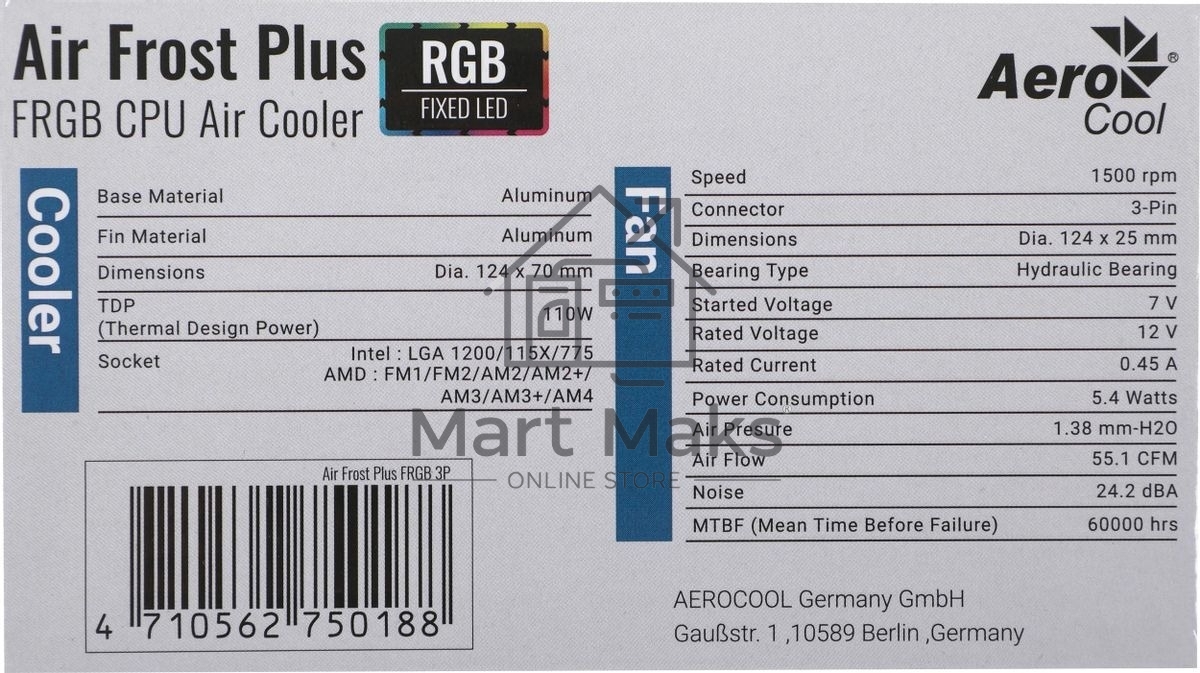 Air Frost Plus
FRGB CPU Air Cooler
RGB
FIXED LED
Aero
Cool
®
Cooler
Base Material Aluminum
Fin Material Aluminum
Dimensions Dia. 124 x 70 mm
TDP
(Thermal Design Power) 110W
Socket Intel : LGA 1200/115X/775
AMD : FM1/FM2/AM2/AM2+/
AM3/AM3+/AM4
Fan
Speed 1500 rpm
Connector 3-Pin
Dimensions Dia. 124 x 25 mm
Bearing Type Hydraulic Bearing
Started Voltage 7 V
Rated Voltage 12 V
Rated Current 0.45 A
Power Consumption 5.4 Watts
Air Presure 1.38 mm-H2O
Air Flow 55.1 CFM
Noise 24.2 dBA
MTBF (Mean Time Before Failure) 60000 hrs
Mart Maks®
ONLINE STORE
Air Frost Plus FRGB 3P
4 710562 750188
AEROCOOL Germany GmbH
Gaußstr. 1 ,10589 Berlin ,Germany